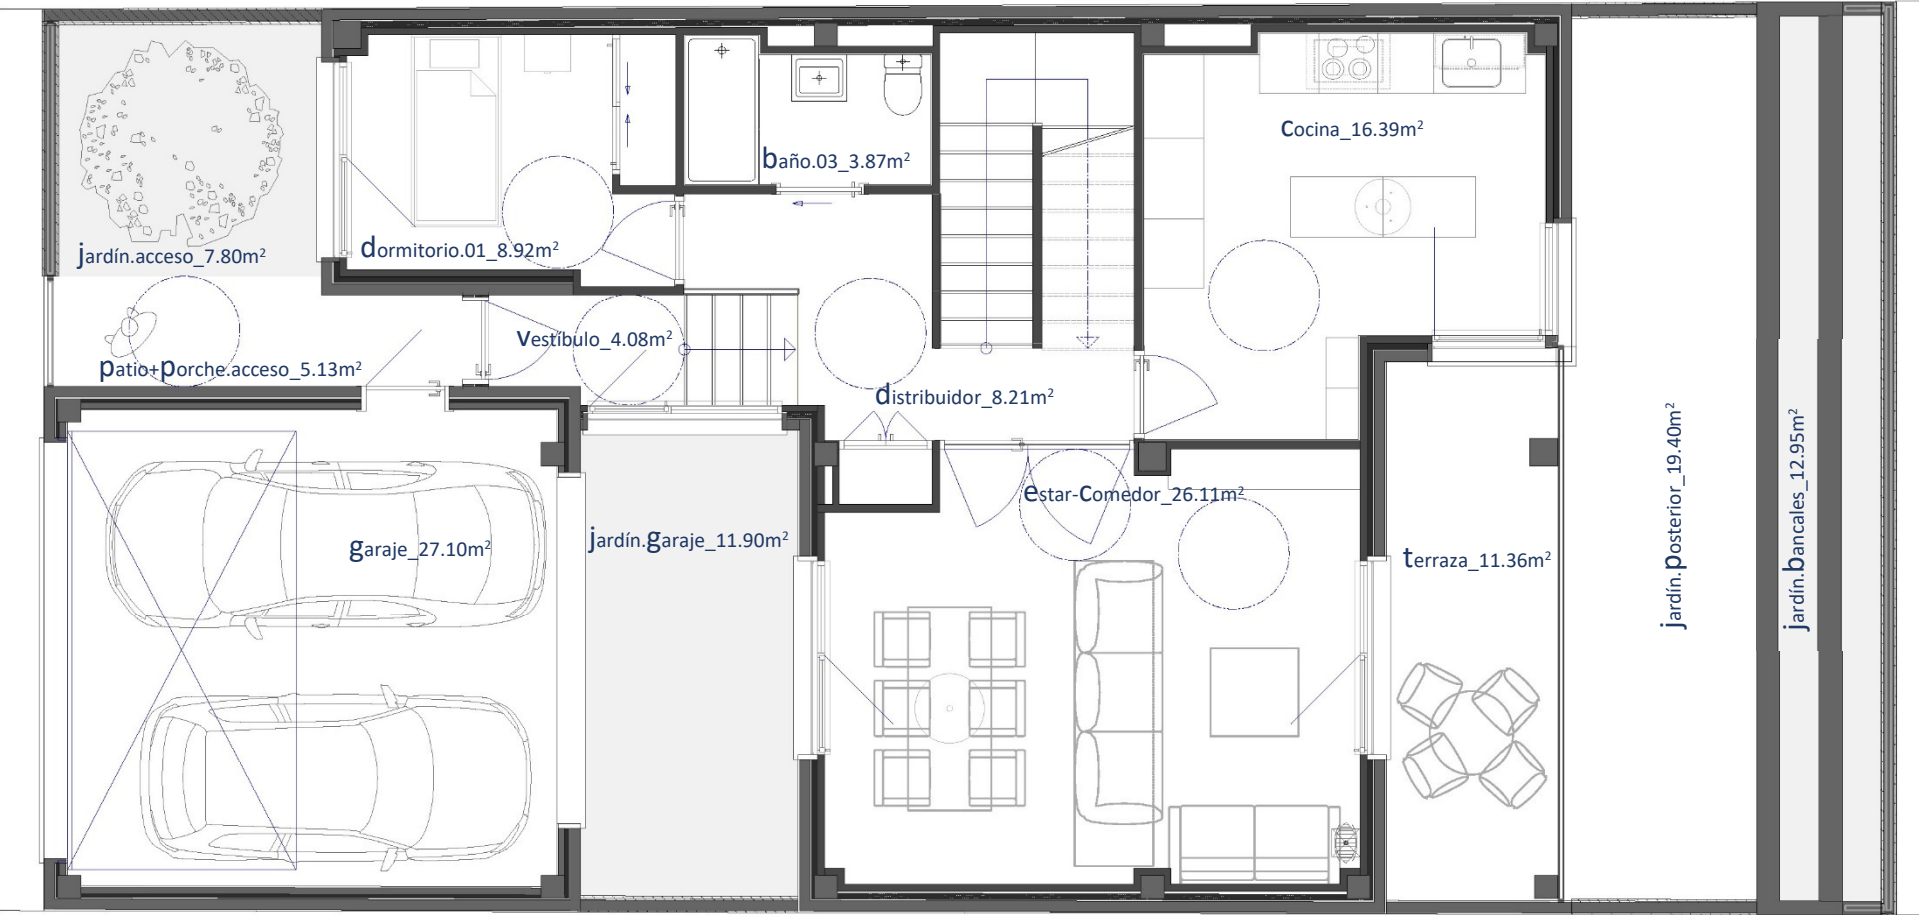 cocina_16.39m²
baño.03_3.87m²
dormitorio.01_8.92m²
jardín.acceso_7.80m²
vestíbulo_4.08m²
patio+porche.acceso_5.13m²
distribuidor_8.21m²
estar-comedor_26.11m²
garaje_27.10m²
jardín.garaje_11.90m²
terraza_11.36m²
jardín.posterior_19.40m²
jardín.bancales_12.95m²